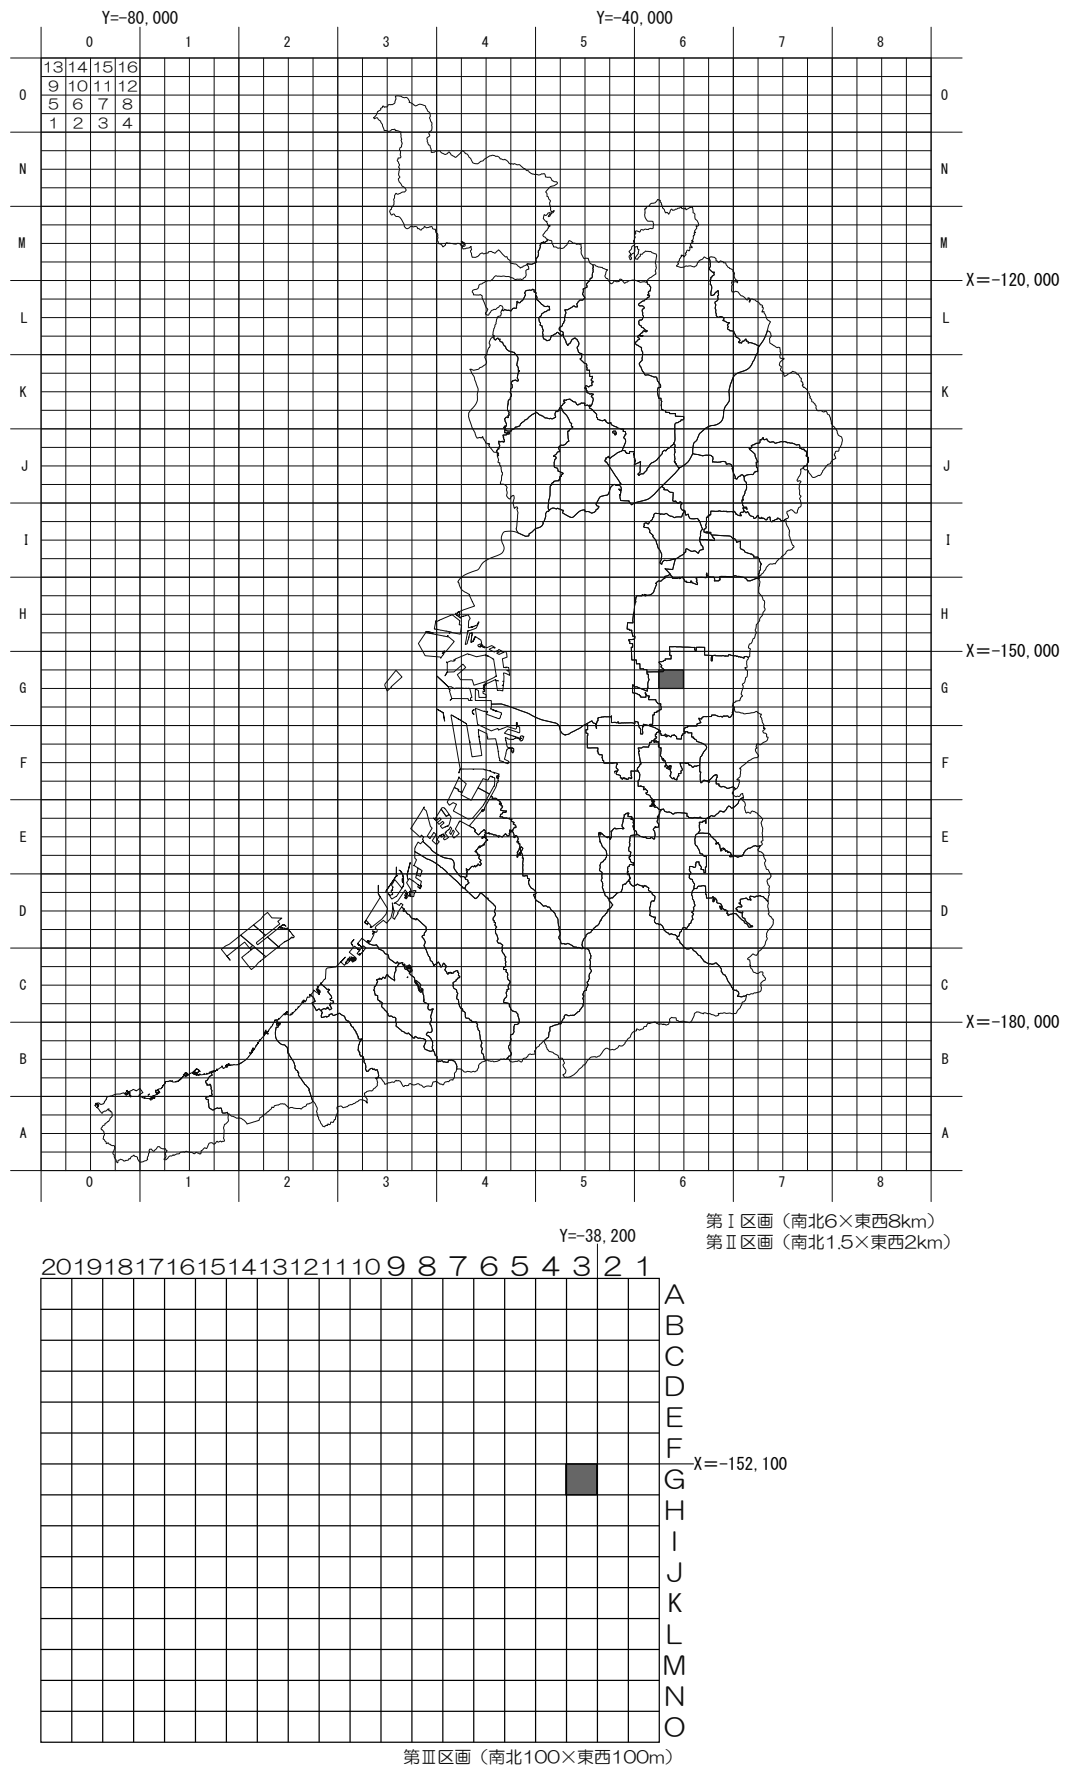 Y=-80,000 Y=-40,000
0 1 2 3 4 5 6 7 8
13 14 15 16
9 10 11 12
5 6 7 8
1 2 3 4
O O
N N
M M
X=-120,000
L L
K K
J J
I I
H H
X=-150,000
G G
F F
E E
D D
C C
X=-180,000
B B
A A
0 1 2 3 4 5 6 7 8
第Ⅰ区画（南北6×東西8km）
第Ⅱ区画（南北1.5×東西2km）
Y=-38,200
20 19 18 17 16 15 14 13 12 11 10 9 8 7 6 5 4 3 2 1
A
B
C
D
E
F
X=-152,100
G
H
I
J
K
L
M
N
O
第Ⅲ区画（南北100×東西100m）